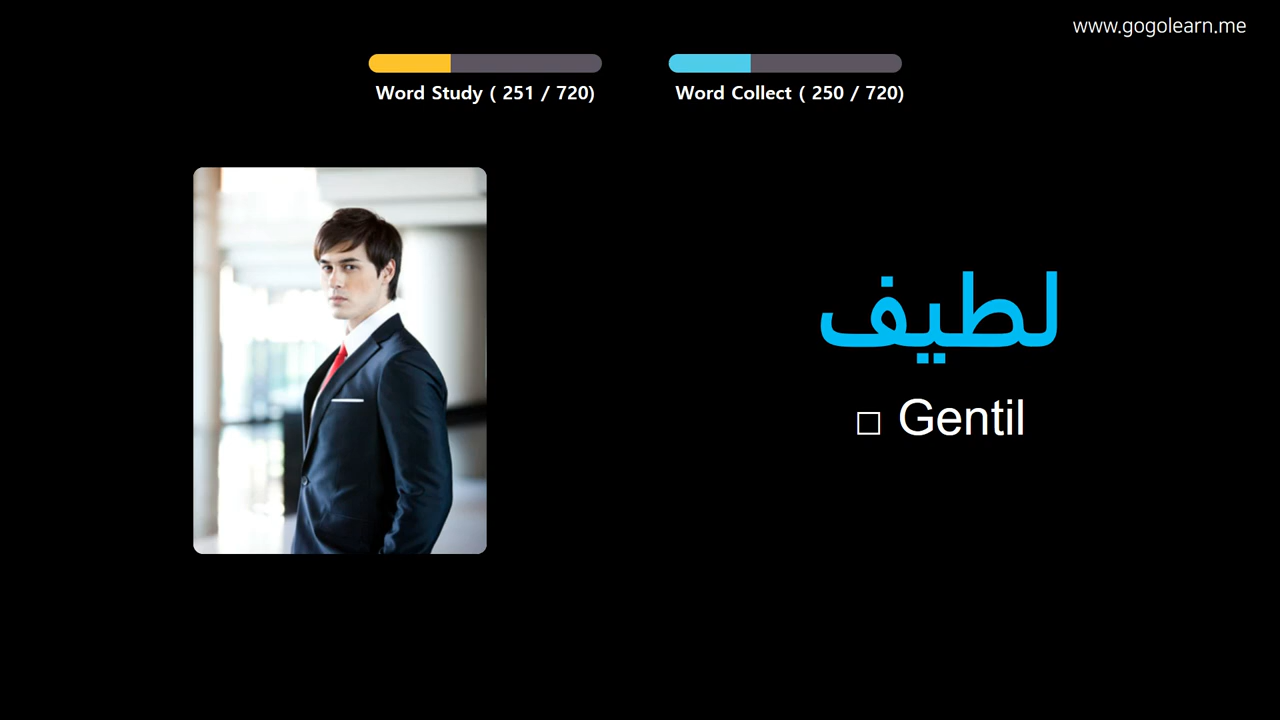 www.gogolearn.me
Word Study ( 251 / 720)
Word Collect ( 250 / 720)
لطيف
□ Gentil